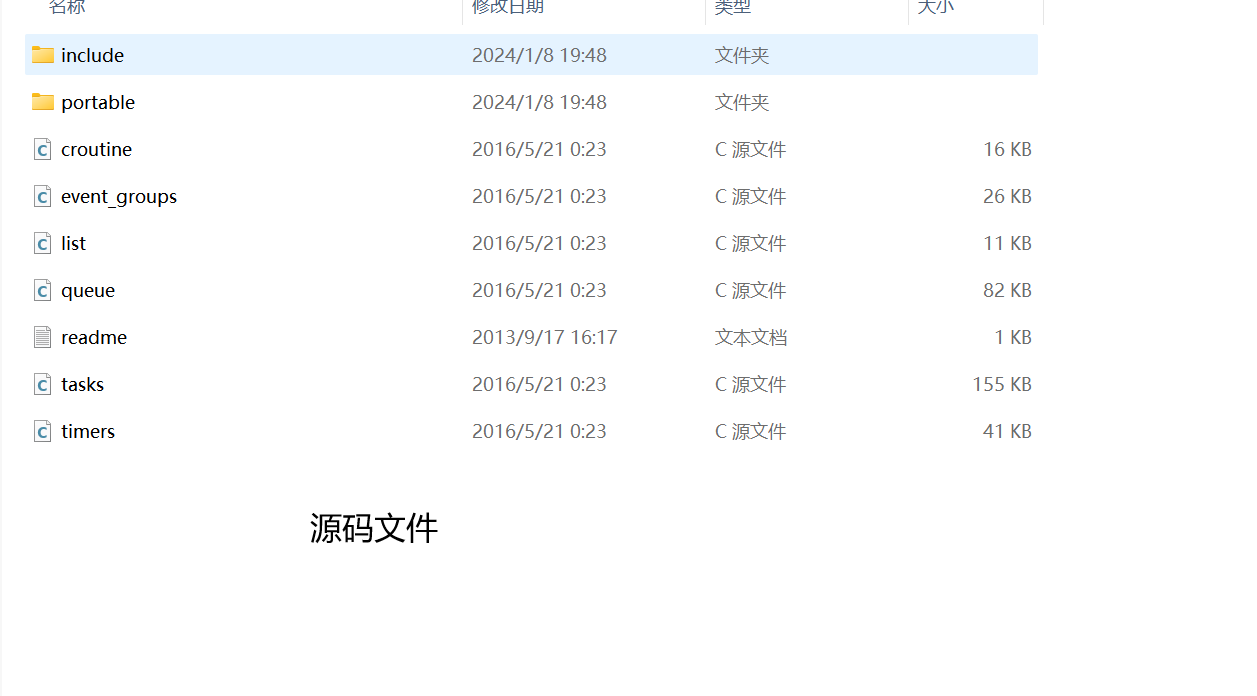 名称 修改日期 类型 大小
include 2024/1/8 19:48 文件夹
portable 2024/1/8 19:48 文件夹
croutine 2016/5/21 0:23 C 源文件 16 KB
event_groups 2016/5/21 0:23 C 源文件 26 KB
list 2016/5/21 0:23 C 源文件 11 KB
queue 2016/5/21 0:23 C 源文件 82 KB
readme 2013/9/17 16:17 文本文档 1 KB
tasks 2016/5/21 0:23 C 源文件 155 KB
timers 2016/5/21 0:23 C 源文件 41 KB
源码文件